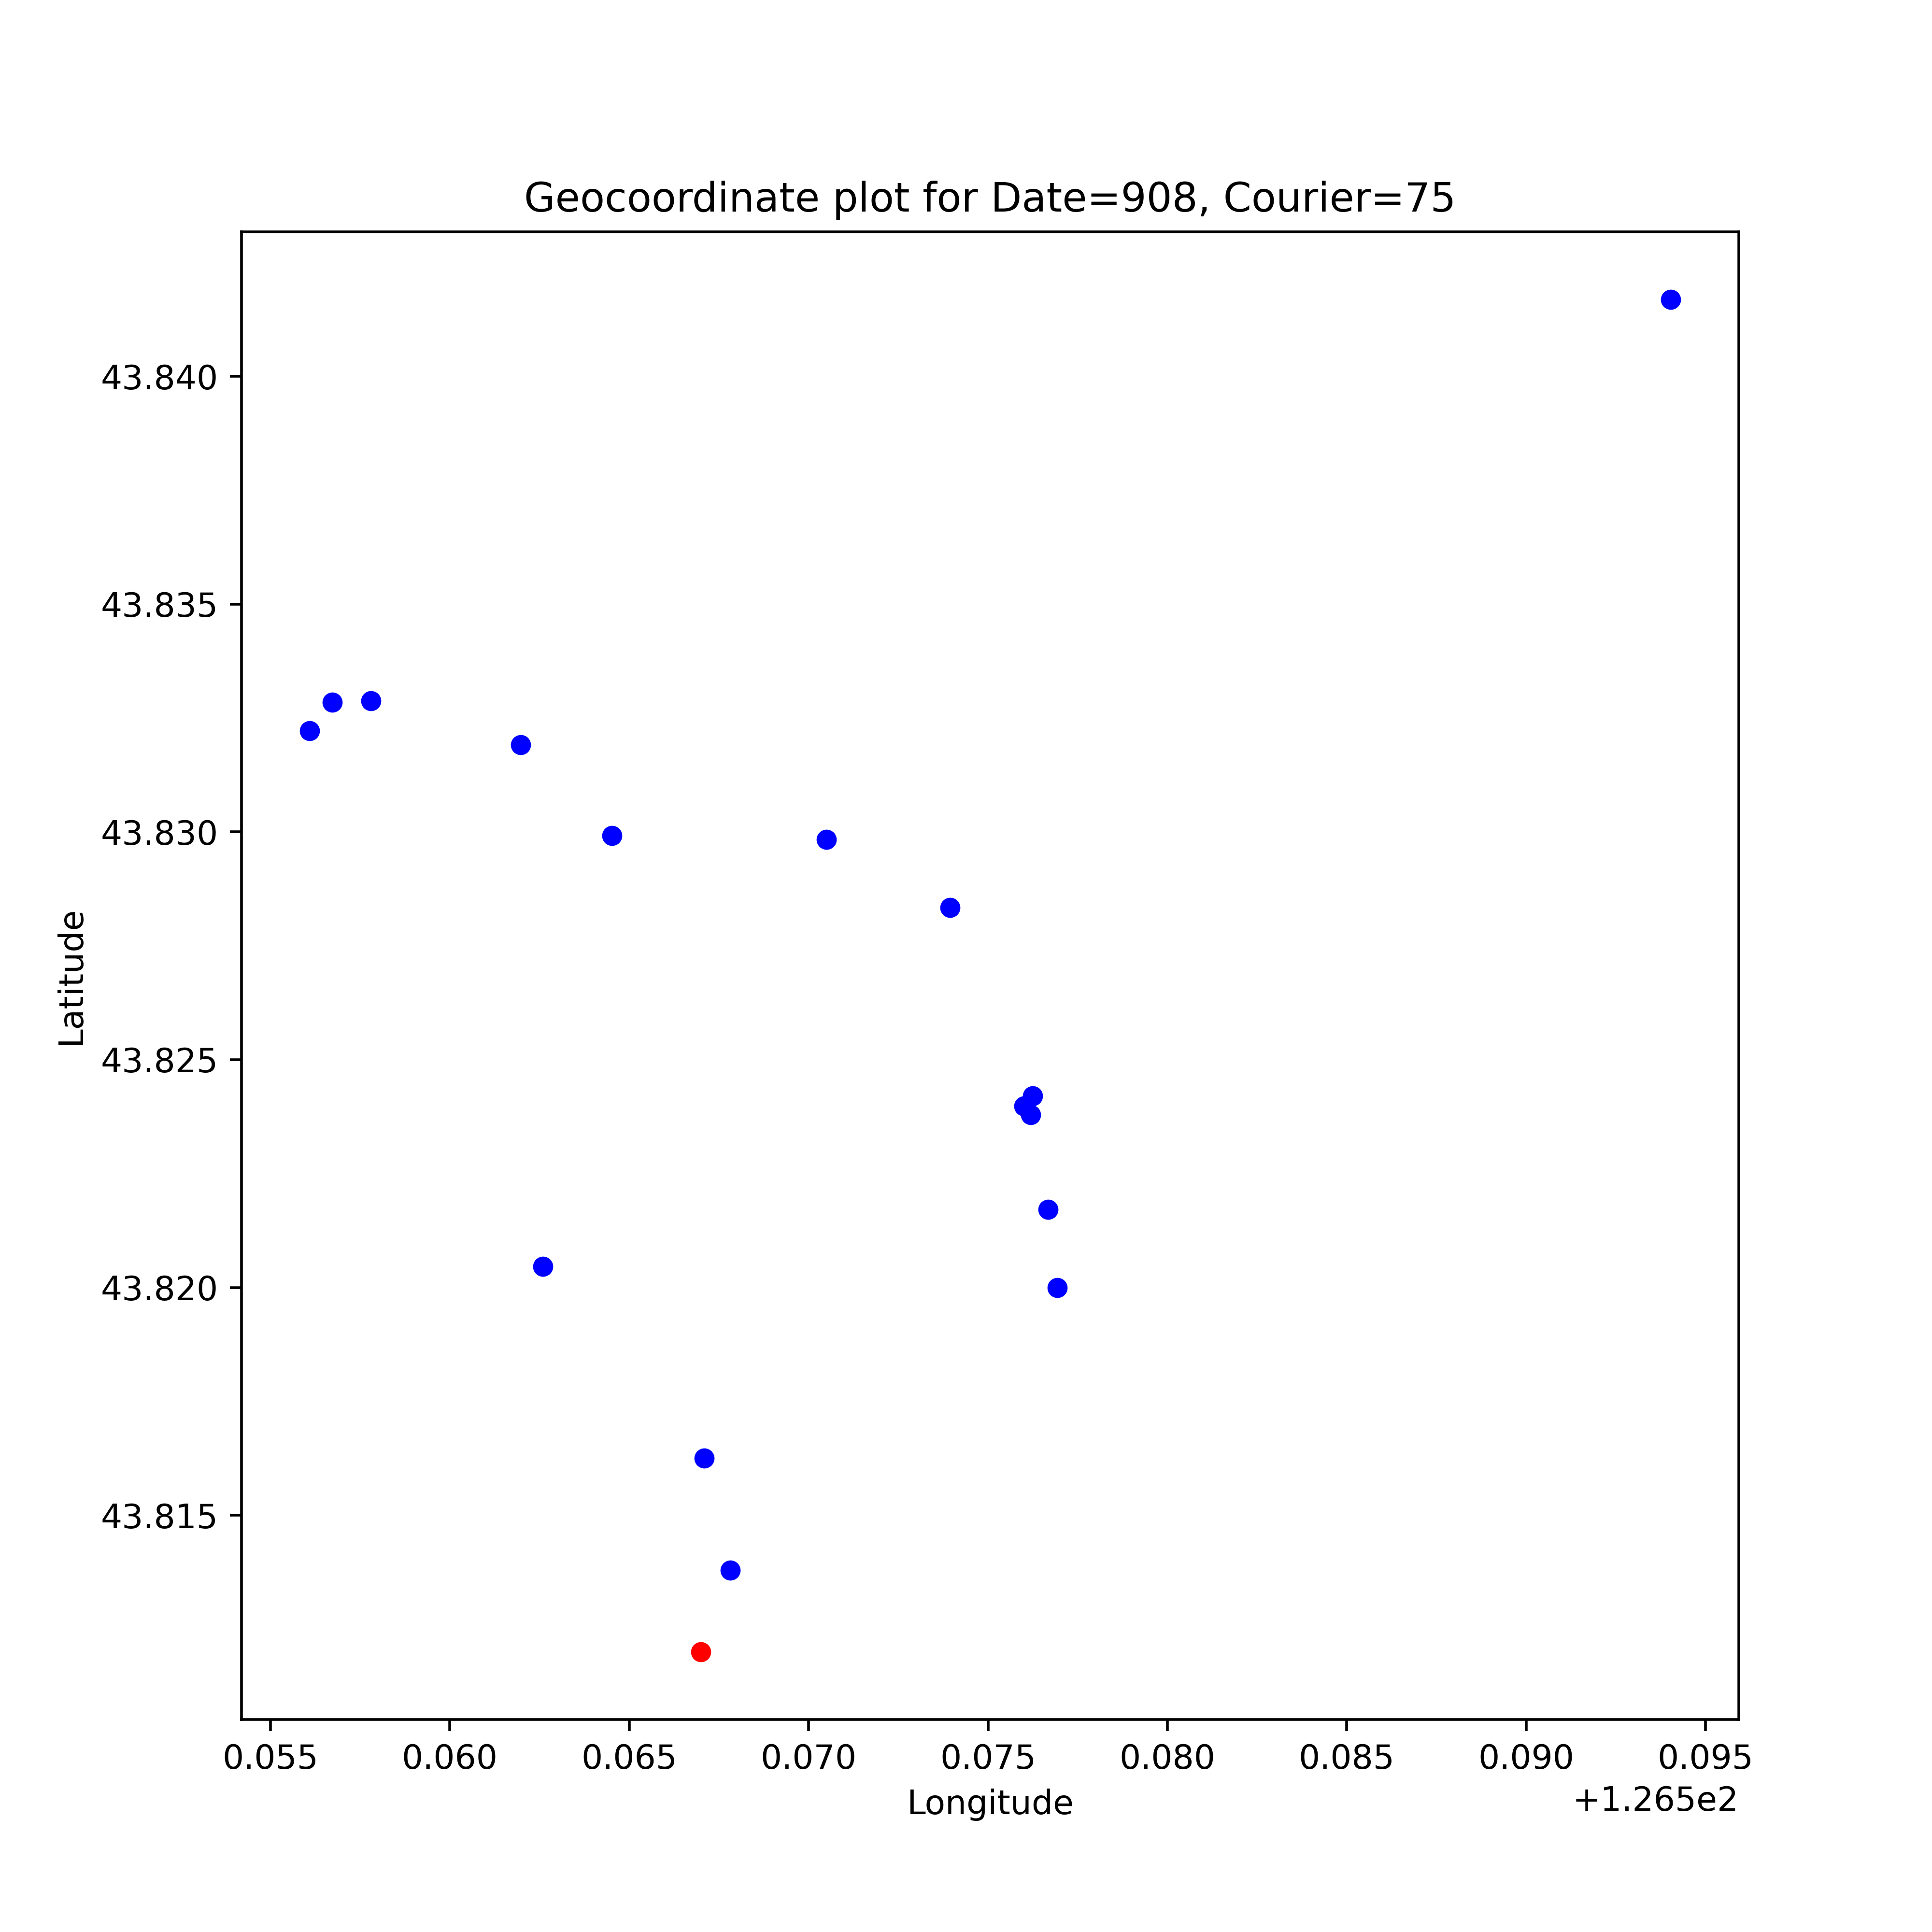 Geocoordinate plot for Date=908, Courier=75
43.840
43.835
43.830
43.825
43.820
43.815
Latitude
0.055 0.060 0.065 0.070 0.075 0.080 0.085 0.090 0.095
+1.265e2
Longitude